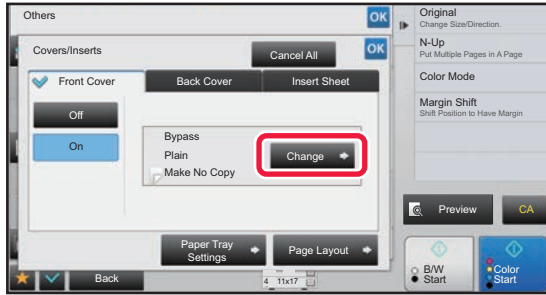 Others
OK
Covers/Inserts
Cancel All
OK
Front Cover
Back Cover
Insert Sheet
Off
On
Bypass
Plain
Make No Copy
Change
Paper Tray
Settings
Page Layout
Back
4 11x17
Original
Change Size/Direction.
N-Up
Put Multiple Pages in A Page
Color Mode
Margin Shift
Shift Position to Have Margin
Preview
CA
B/W
Start
Color
Start